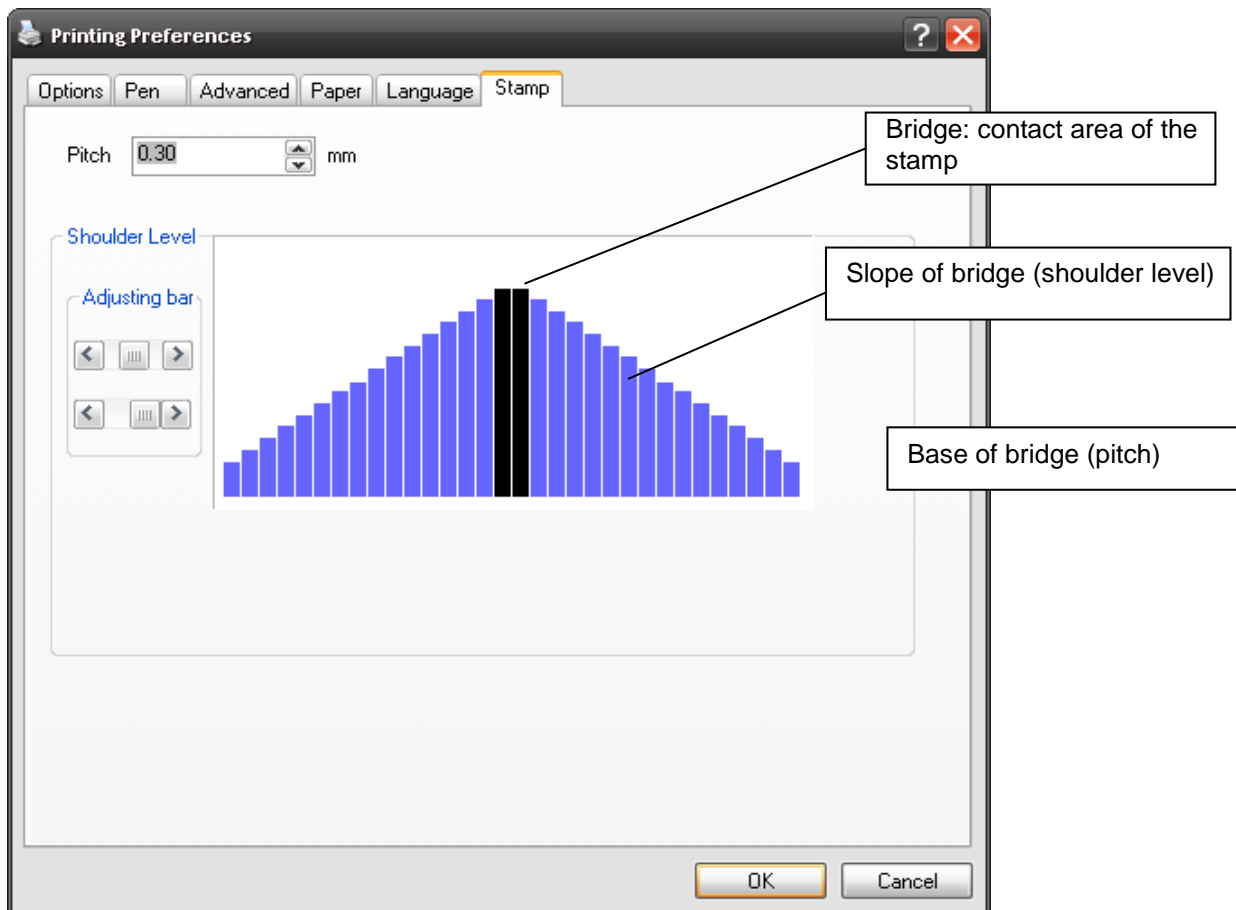 Printing Preferences
Options Pen Advanced Paper Language Stamp
Pitch 0.30 mm
Bridge: contact area of the
stamp
Shoulder Level
Slope of bridge (shoulder level)
Adjusting bar
Base of bridge (pitch)
OK Cancel